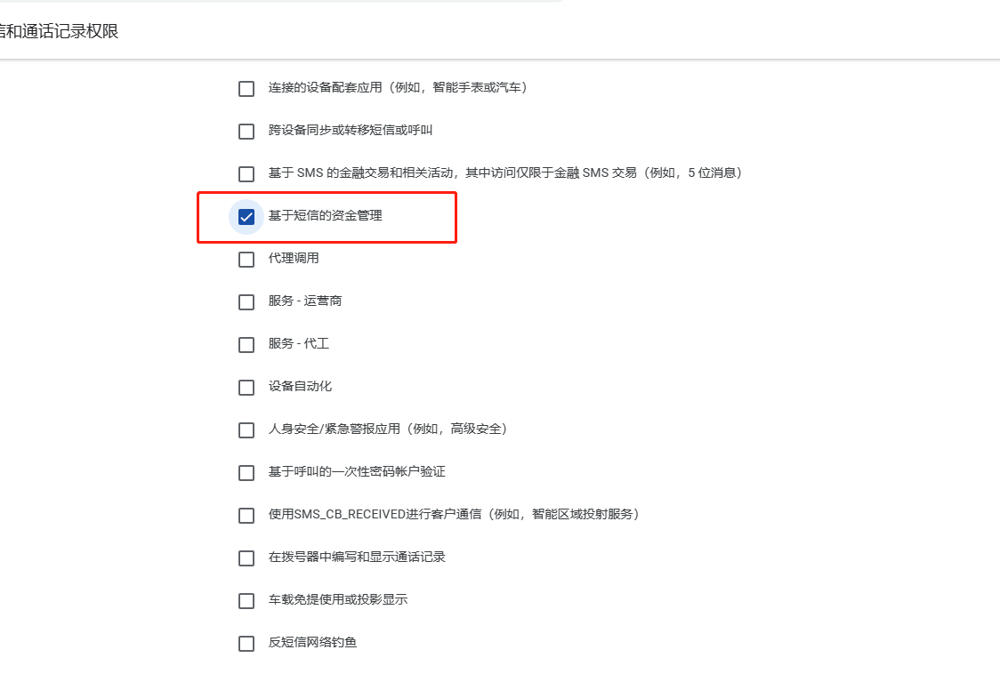 信和通话记录权限
连接的设备配套应用（例如，智能手表或汽车）
跨设备同步或转移短信或呼叫
基于 SMS 的金融交易和相关活动，其中访问仅限于金融 SMS 交易（例如，5 位消息）
基于短信的资金管理
代理调用
服务 - 运营商
服务 - 代工
设备自动化
人身安全/紧急警报应用（例如，高级安全）
基于呼叫的一次性密码帐户验证
使用SMS_CB_RECEIVED进行客户通信（例如，智能区域投射服务）
在拨号器中编写和显示通话记录
车载免提使用或投影显示
反短信网络钓鱼